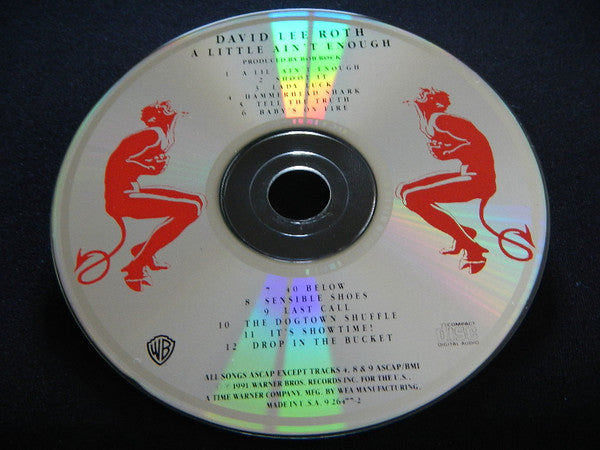 DAVID LEE ROTH
A LITTLE AIN'T ENOUGH
PRODUCED BY BOB ROCK
1 A LIL' AIN'T ENOUGH
2 SHOOT IT
3 LADY LUCK
4 HAMMERHEAD SHARK
5 TELL THE TRUTH
6 BABY'S ON FIRE
7 40 BELOW
8 SENSIBLE SHOES
9 LAST CALL
10 THE DOGTOWN SHUFFLE
11 IT'S SHOWTIME!
12 DROP IN THE BUCKET
WB
COMPACT
disc
DIGITAL AUDIO
ALL SONGS ASCAP EXCEPT TRACKS 4, 8 & 9 ASCAP/BMI
℗1991 WARNER BROS. RECORDS INC. FOR THE U.S.,
A TIME WARNER COMPANY. MFG. BY WEA MANUFACTURING.
MADE IN U.S.A. 9 26477-2